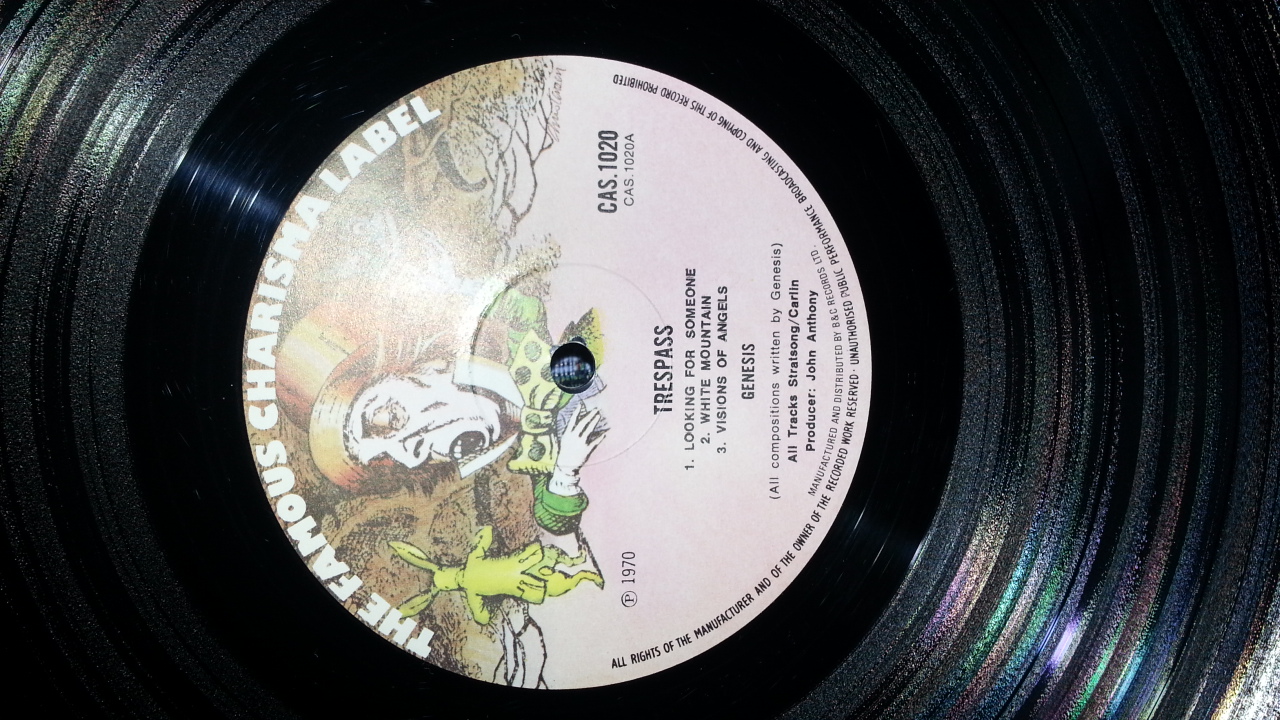 THE FAMOUS CHARISMA LABEL
CAS.1020
CAS.1020A
℗ 1970
TRESPASS
1. LOOKING FOR SOMEONE
2. WHITE MOUNTAIN
3. VISIONS OF ANGELS
GENESIS
(All compositions written by Genesis)
All Tracks Stratsong/Carlin
Producer: John Anthony
MANUFACTURED AND DISTRIBUTED BY B&C RECORDS LTD.
ALL RIGHTS OF THE MANUFACTURER AND OF THE OWNER OF THE RECORDED WORK RESERVED · UNAUTHORISED PUBLIC PERFORMANCE BROADCASTING AND COPYING OF THIS RECORD PROHIBITED